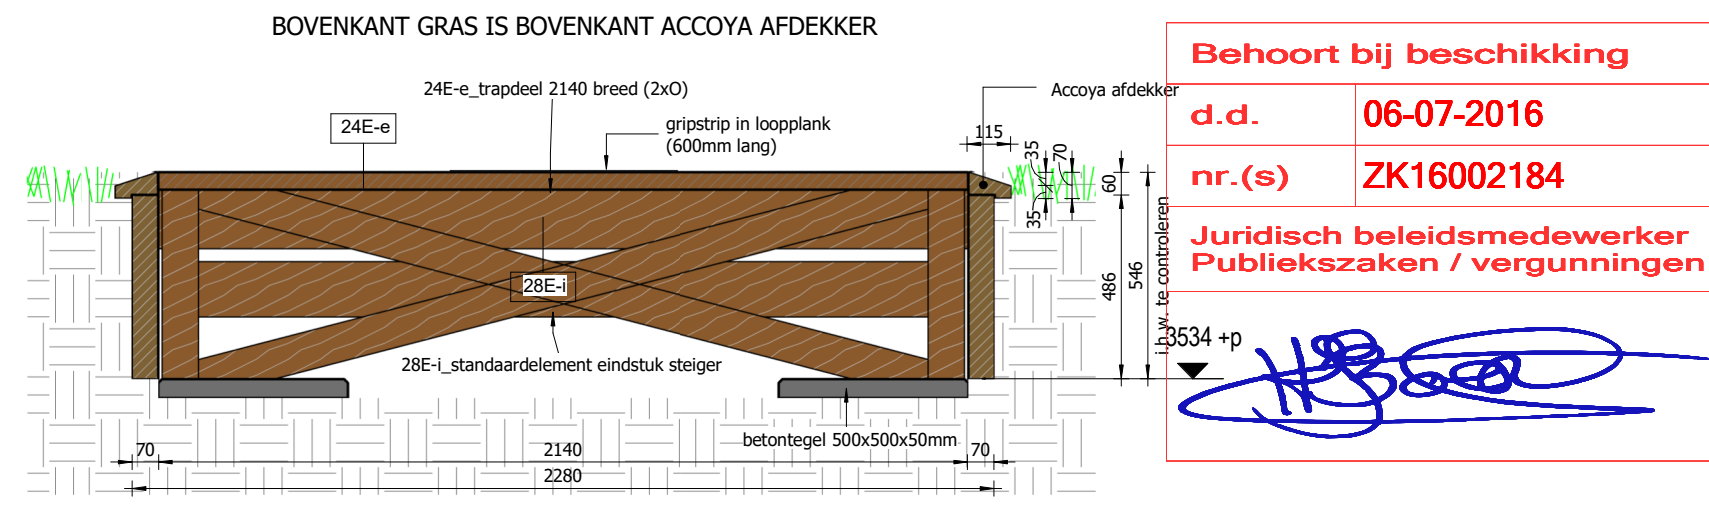 BOVENKANT GRAS IS BOVENKANT ACCOYA AFDEKKER
24E-e_trapdeel 2140 breed (2xO)
24E-e
gripstrip in loopplank
(600mm lang)
Accoya afdekker
115
35
70
60
35
486
546
i.h.w. te controleren
3534 +p
28E-i
28E-i_standaardelement eindstuk steiger
betontegel 500x500x50mm
70
2140
70
2280
Behoort bij beschikking
d.d. 06-07-2016
nr.(s) ZK16002184
Juridisch beleidsmedewerker
Publiekszaken / vergunningen